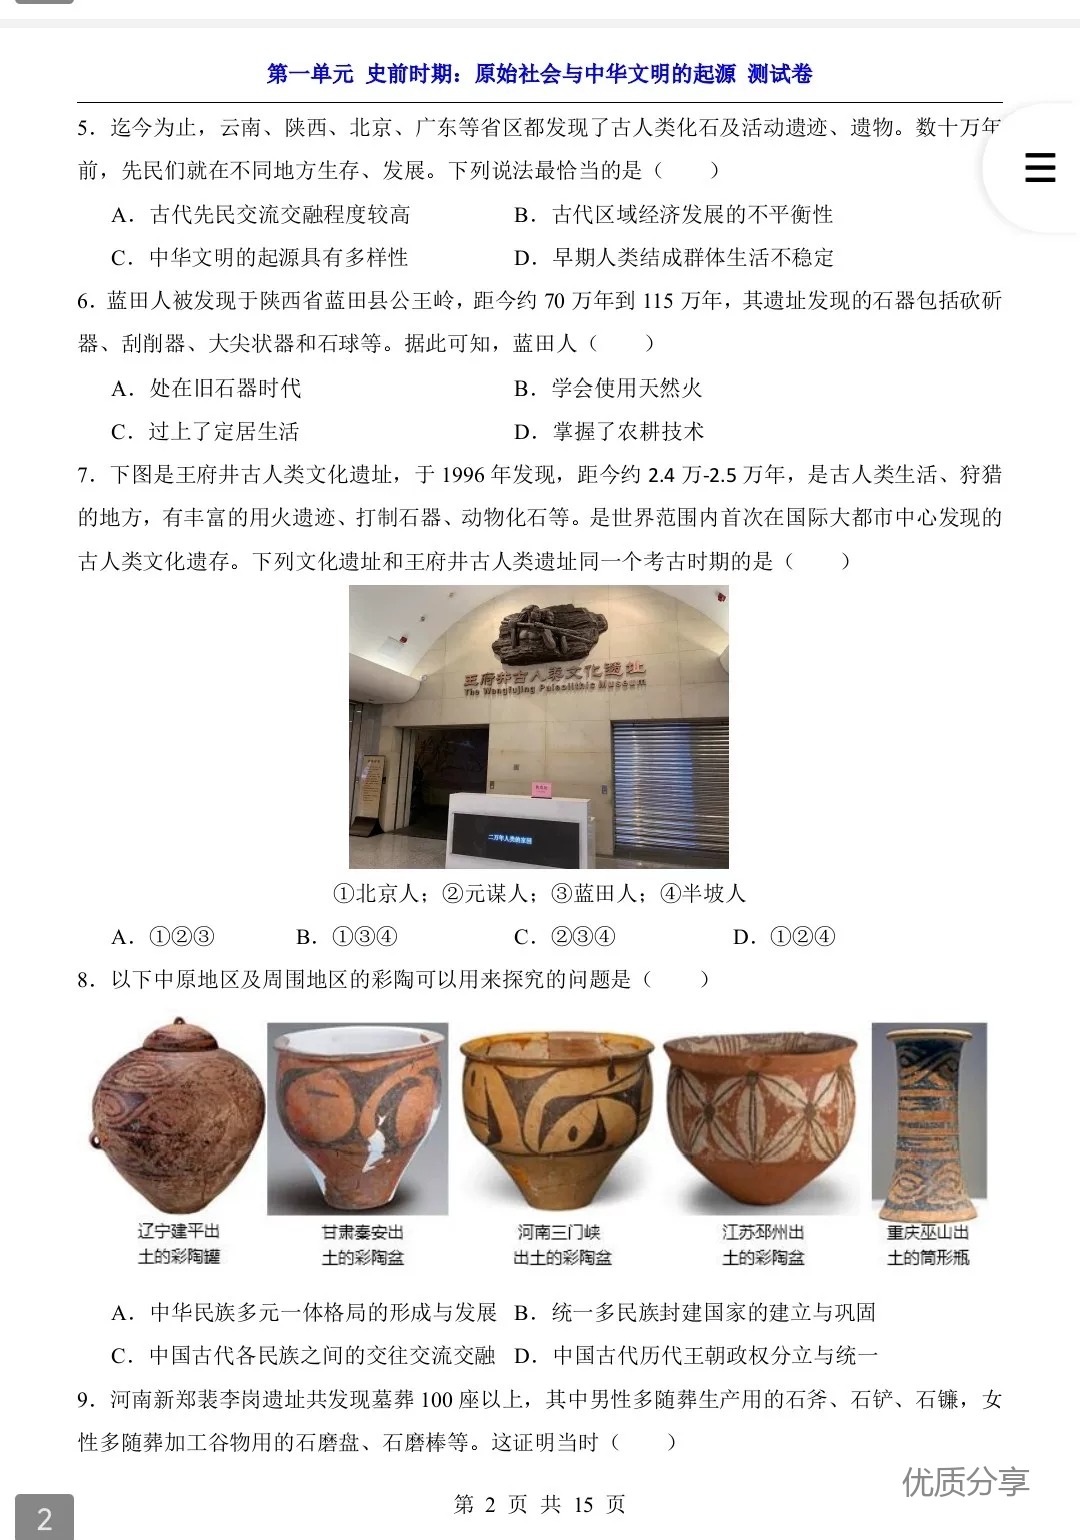 第一单元 史前时期：原始社会与中华文明的起源 测试卷
5．迄今为止，云南、陕西、北京、广东等省区都发现了古人类化石及活动遗迹、遗物。数十万年
前，先民们就在不同地方生存、发展。下列说法最恰当的是（　　）
A．古代先民交流交融程度较高 B．古代区域经济发展的不平衡性
C．中华文明的起源具有多样性 D．早期人类结成群体生活不稳定
6．蓝田人被发现于陕西省蓝田县公王岭，距今约 70 万年到 115 万年，其遗址发现的石器包括砍斫
器、刮削器、大尖状器和石球等。据此可知，蓝田人（　　）
A．处在旧石器时代 B．学会使用天然火
C．过上了定居生活 D．掌握了农耕技术
7．下图是王府井古人类文化遗址，于 1996 年发现，距今约 2.4 万-2.5 万年，是古人类生活、狩猎
的地方，有丰富的用火遗迹、打制石器、动物化石等。是世界范围内首次在国际大都市中心发现的
古人类文化遗存。下列文化遗址和王府井古人类遗址同一个考古时期的是（　　）
王府井古人类文化遗址
The Wangfujing Paleolithic Museum
二万年人类的家园
①北京人；②元谋人；③蓝田人；④半坡人
A．①②③ B．①③④ C．②③④ D．①②④
8．以下中原地区及周围地区的彩陶可以用来探究的问题是（　　）
辽宁建平出 甘肃秦安出 河南三门峡 江苏邳州出 重庆巫山出
土的彩陶罐 土的彩陶盆 出土的彩陶盆 土的彩陶盆 土的筒形瓶
A．中华民族多元一体格局的形成与发展 B．统一多民族封建国家的建立与巩固
C．中国古代各民族之间的交往交流交融 D．中国古代历代王朝政权分立与统一
9．河南新郑裴李岗遗址共发现墓葬 100 座以上，其中男性多随葬生产用的石斧、石铲、石镰，女
性多随葬加工谷物用的石磨盘、石磨棒等。这证明当时（　　）
优质分享
第 2 页 共 15 页
2